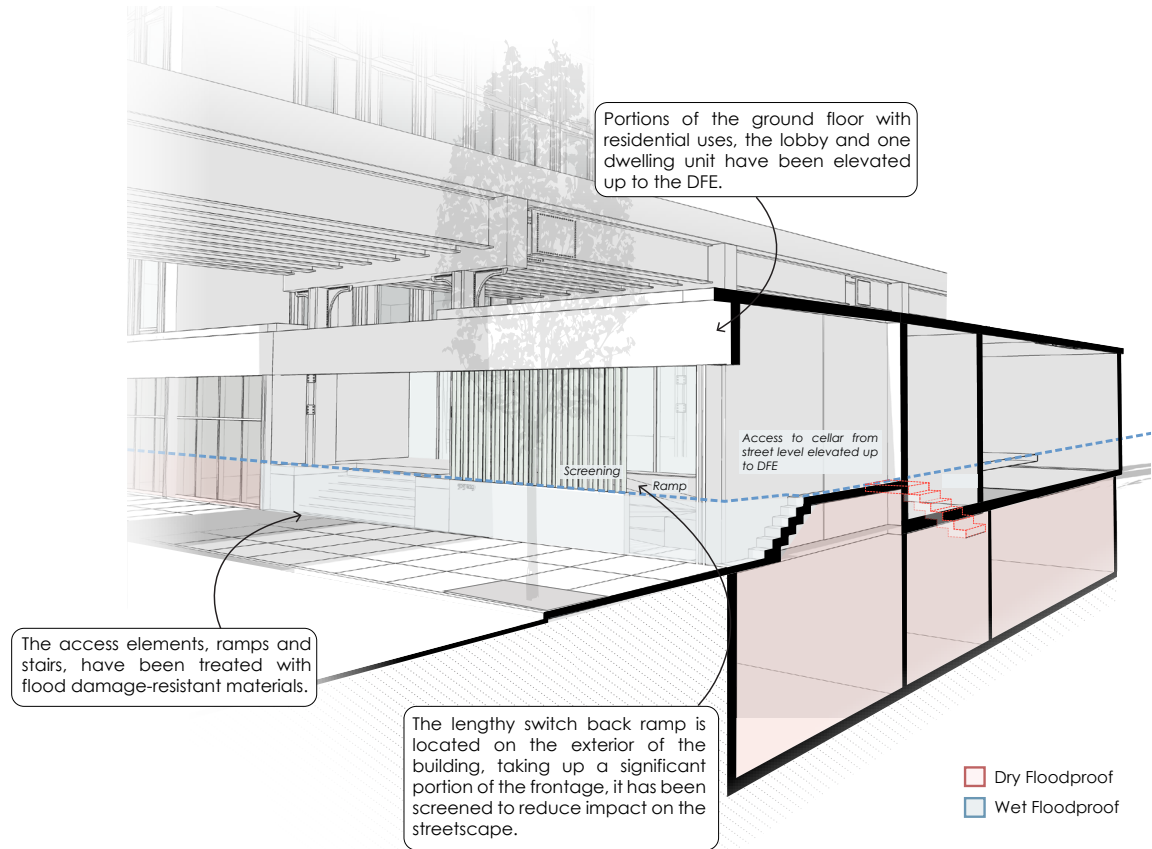 Portions of the ground floor with
residential uses, the lobby and one
dwelling unit have been elevated
up to the DFE.
Access to cellar from
street level elevated up
to DFE
Screening
Ramp
The access elements, ramps and
stairs, have been treated with
flood damage-resistant materials.
The lengthy switch back ramp is
located on the exterior of the
building, taking up a significant
portion of the frontage, it has been
screened to reduce impact on the
streetscape.
Dry Floodproof
Wet Floodproof